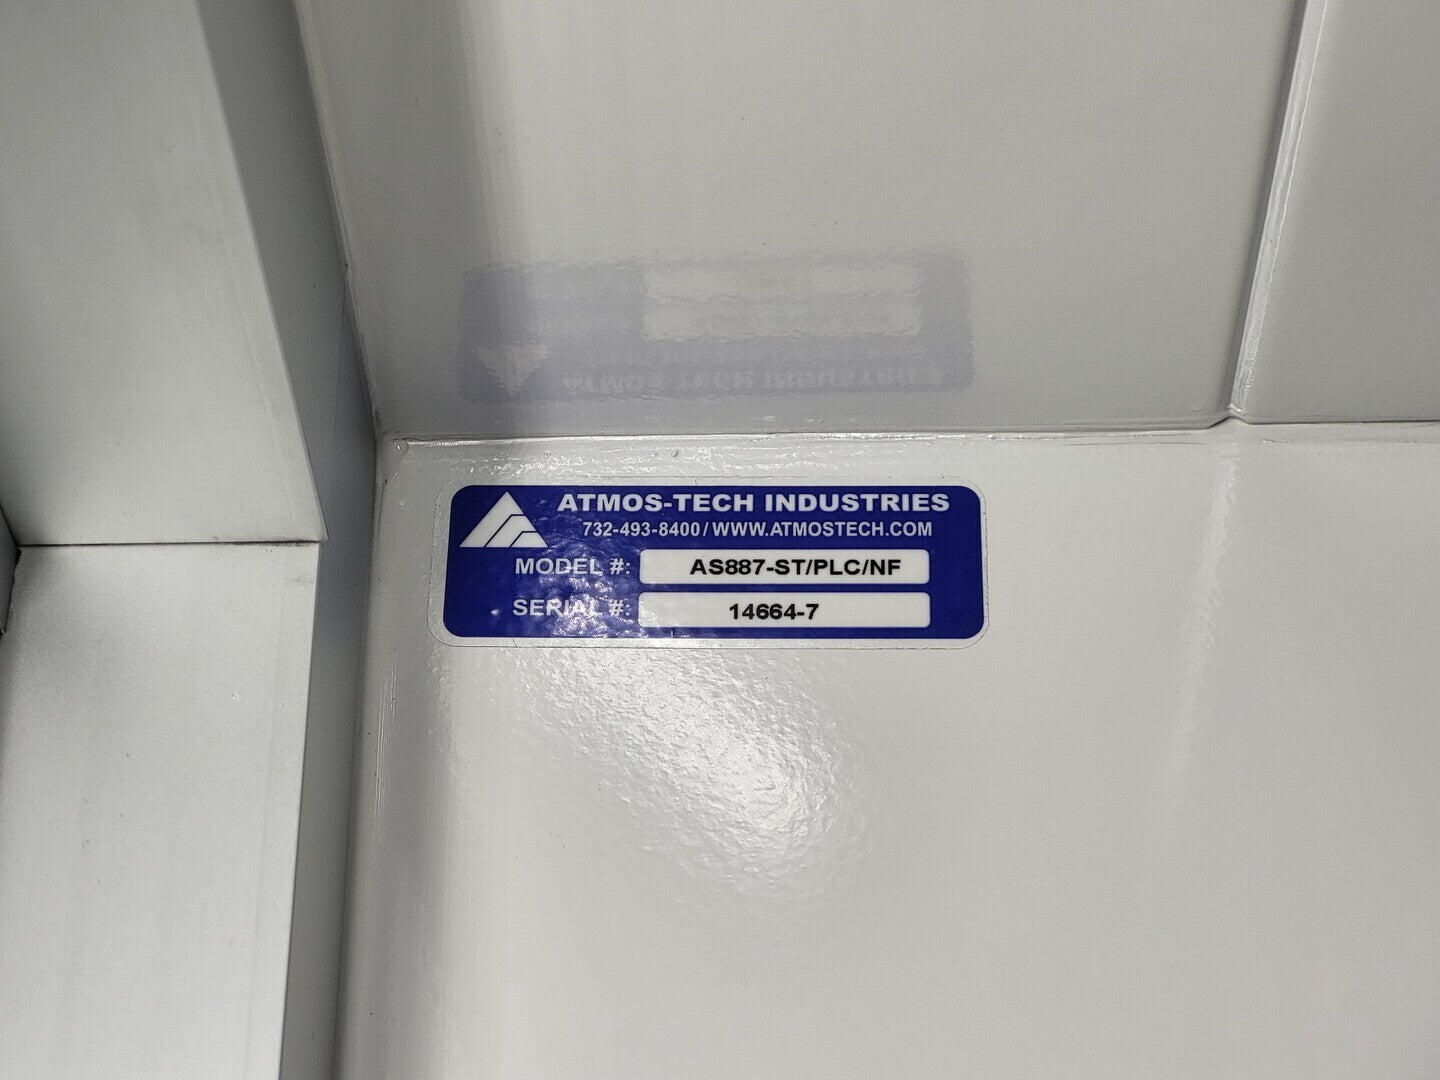 ATMOS-TECH INDUSTRIES
732-493-8400/WWW.ATMOSTECH.COM
MODEL #: AS887-ST/PLC/NF
SERIAL #: 14664-7